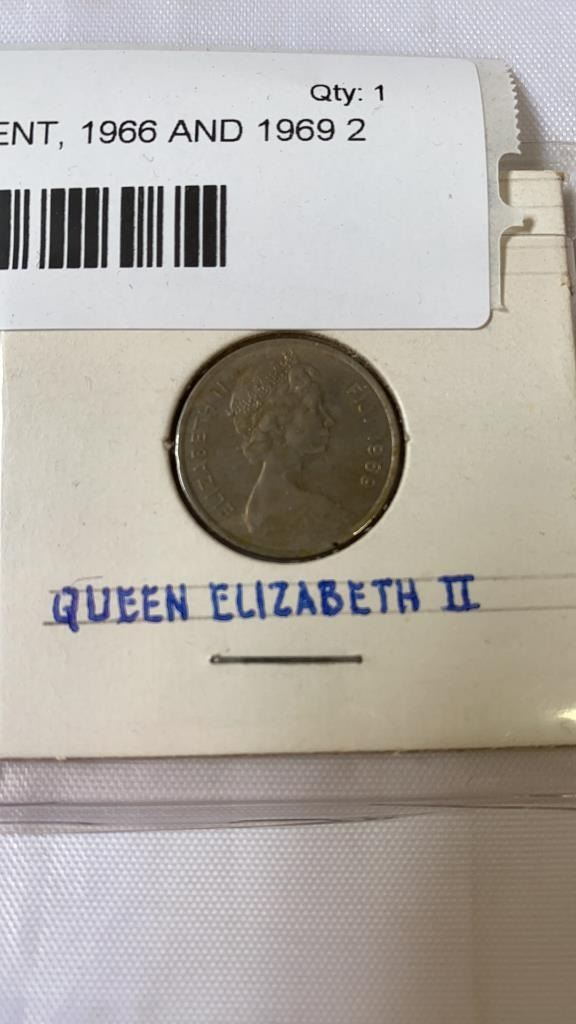 Qty: 1
ENT, 1966 AND 1969 2
ELIZABETH II
FIJI 1969
QUEEN ELIZABETH II